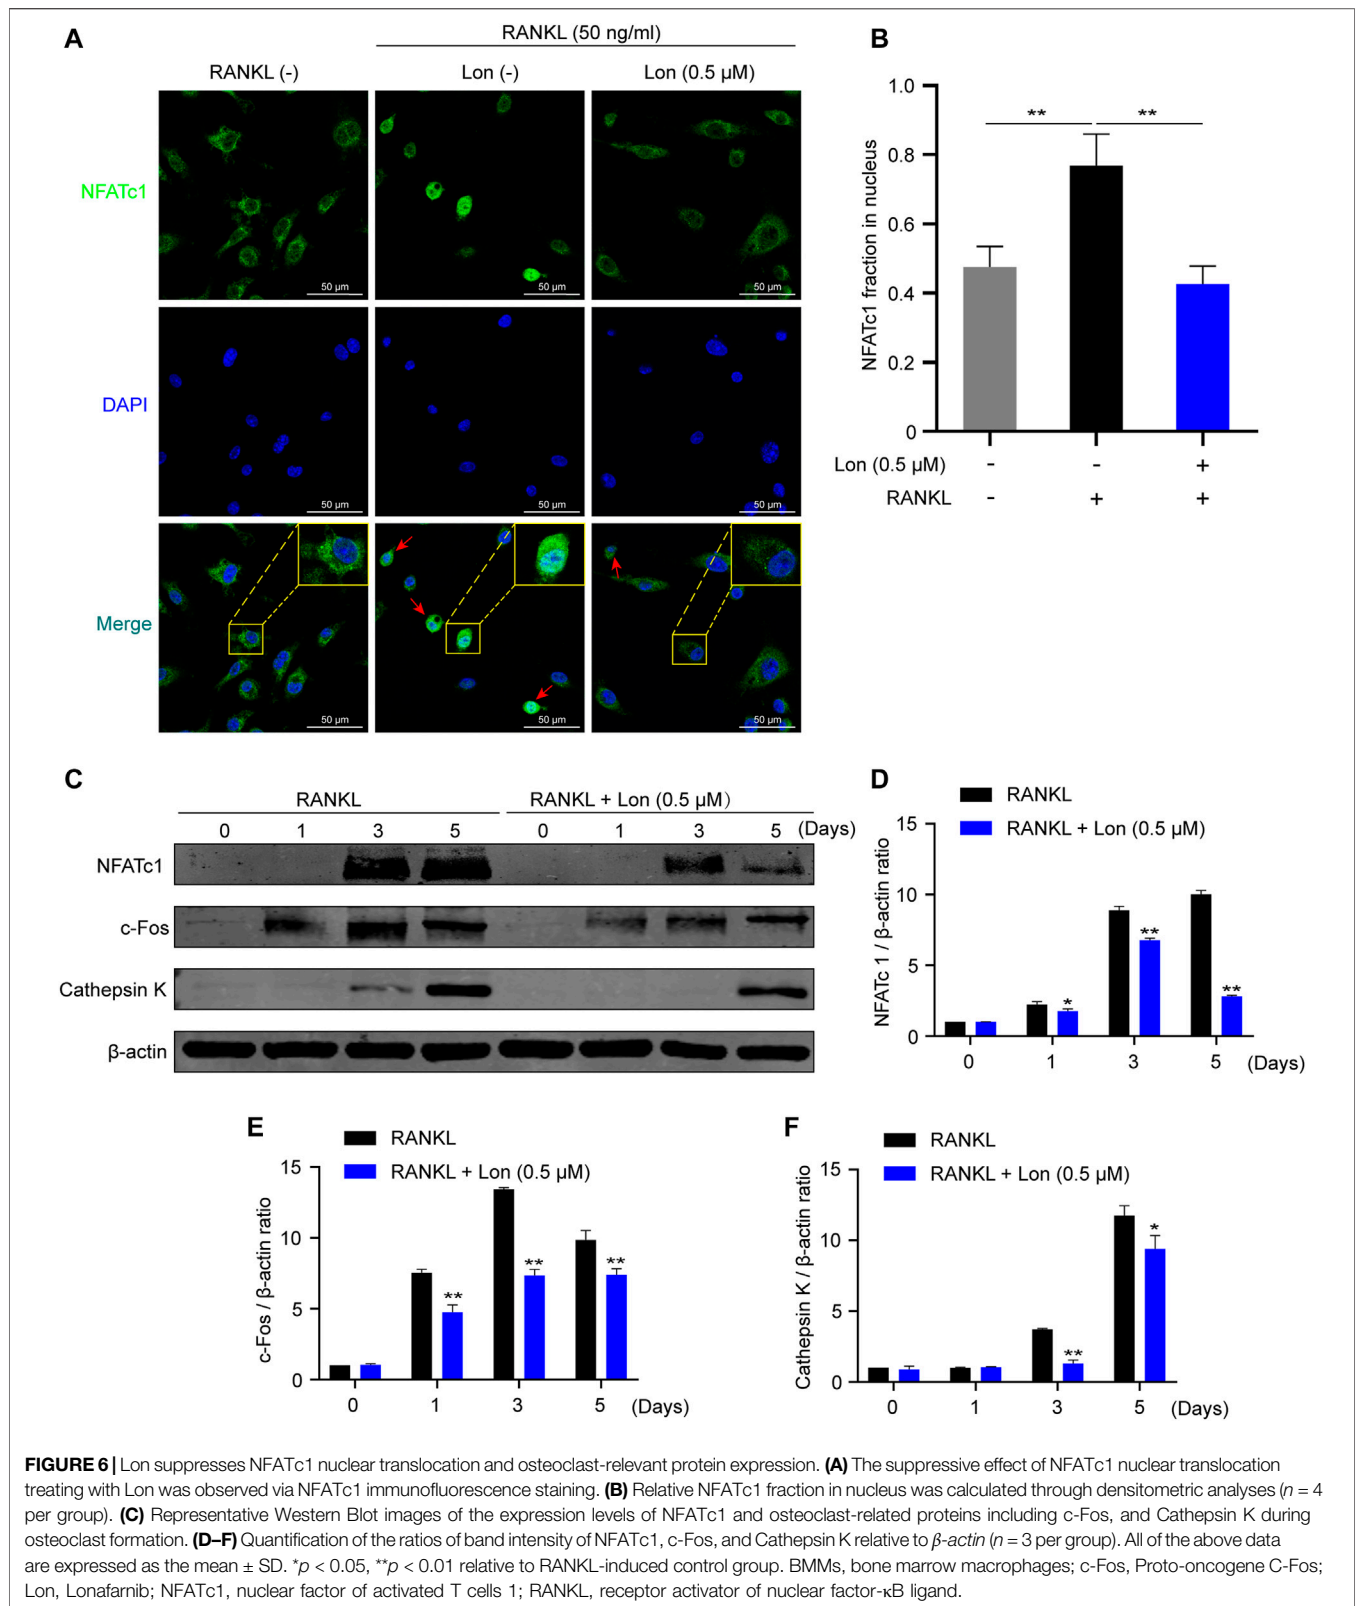 A
RANKL (50 ng/ml)
RANKL (-)
Lon (-)
Lon (0.5 µM)
NFATc1
50 µm
50 µm
50 µm
DAPI
50 µm
50 µm
50 µm
Merge
50 µm
50 µm
50 µm
B
NFATc1 fraction in nucleus
1.0
0.8
0.6
0.4
0.2
0
** **
Lon (0.5 µM) - - +
RANKL - + +
C
RANKL
RANKL + Lon (0.5 µM)
0 1 3 5 0 1 3 5 (Days)
NFATc1
c-Fos
Cathepsin K
β-actin
D
RANKL
RANKL + Lon (0.5 µM)
NFATc 1 / β-actin ratio
15
10
5
0
* ** **
0 1 3 5 (Days)
E
RANKL
RANKL + Lon (0.5 µM)
c-Fos / β-actin ratio
15
10
5
0
** ** **
0 1 3 5 (Days)
F
RANKL
RANKL + Lon (0.5 µM)
Cathepsin K / β-actin ratio
15
10
5
0
** *
0 1 3 5 (Days)
FIGURE 6 | Lon suppresses NFATc1 nuclear translocation and osteoclast-relevant protein expression. (A) The suppressive effect of NFATc1 nuclear translocation
treating with Lon was observed via NFATc1 immunofluorescence staining. (B) Relative NFATc1 fraction in nucleus was calculated through densitometric analyses (n = 4
per group). (C) Representative Western Blot images of the expression levels of NFATc1 and osteoclast-related proteins including c-Fos, and Cathepsin K during
osteoclast formation. (D–F) Quantification of the ratios of band intensity of NFATc1, c-Fos, and Cathepsin K relative to β-actin (n = 3 per group). All of the above data
are expressed as the mean ± SD. *p < 0.05, **p < 0.01 relative to RANKL-induced control group. BMMs, bone marrow macrophages; c-Fos, Proto-oncogene C-Fos;
Lon, Lonafarnib; NFATc1, nuclear factor of activated T cells 1; RANKL, receptor activator of nuclear factor-κB ligand.